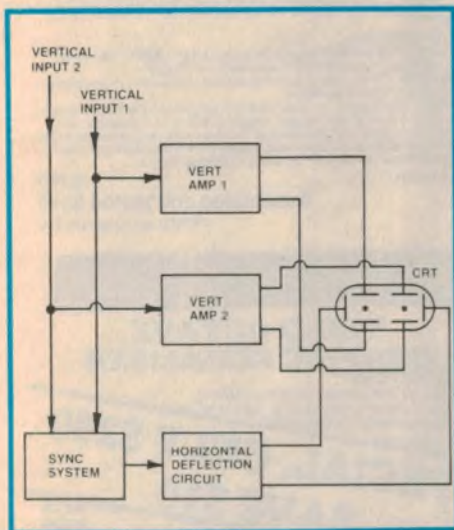 VERTICAL
INPUT 2
VERTICAL
INPUT 1
VERT
AMP 1
CRT
VERT
AMP 2
SYNC
SYSTEM
HORIZONTAL
DEFLECTION
CIRCUIT